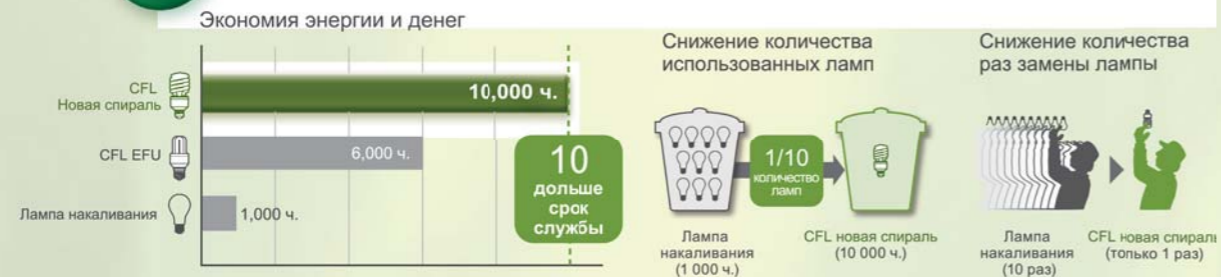 Экономия энергии и денег
CFL
Новая спираль
10,000 ч.
CFL EFU
6,000 ч.
Лампа накаливания
1,000 ч.
10
дольше
срок
службы
Снижение количества
использованных ламп
1/10
количество
ламп
Лампа
накаливания
(1 000 ч.)
CFL новая спираль
(10 000 ч.)
Снижение количества
раз замены лампы
Лампа
накаливания
(10 раз)
CFL новая спираль
(только 1 раз)